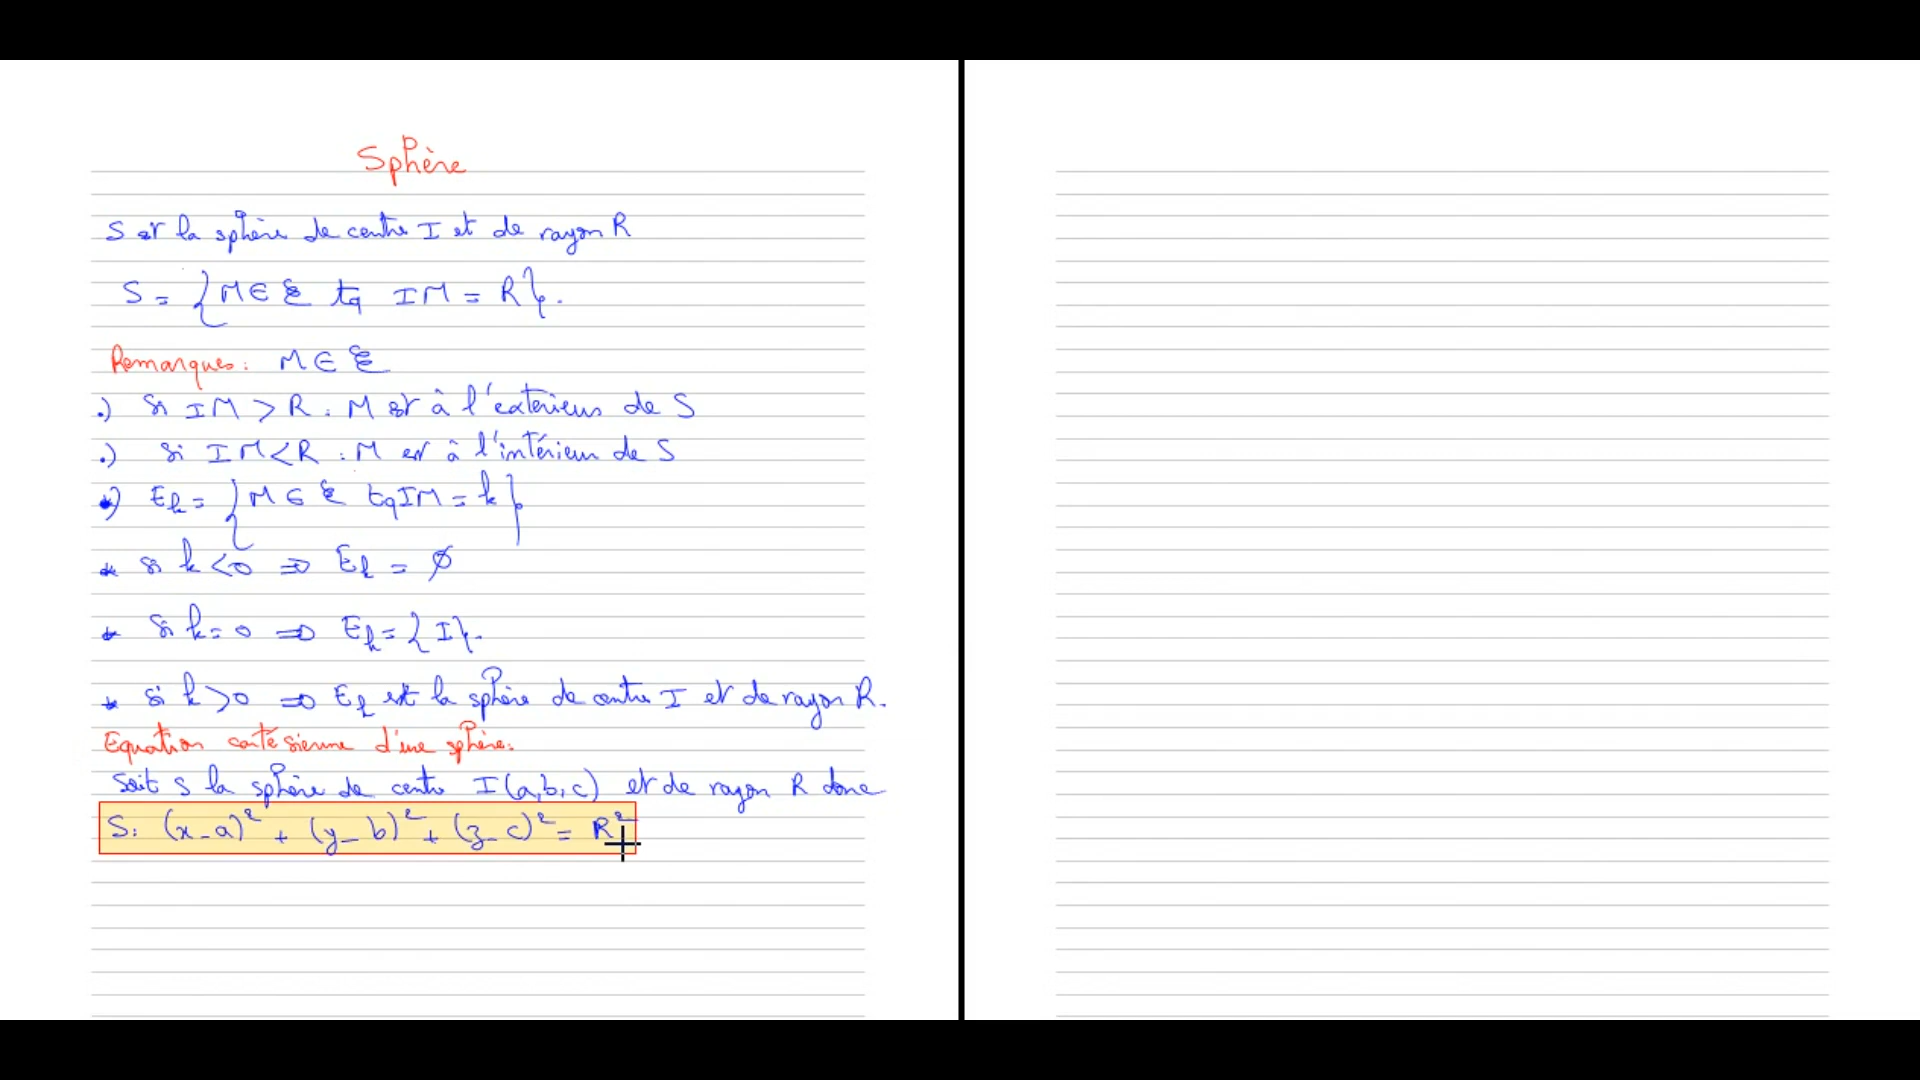 Sphère
S est la sphère de centre I et de rayon R
S = {M ∈ ξ tq IM = R}.
Remarques : M ∈ ξ
.) si IM > R : M est à l'extérieur de S
.) si IM < R : M est à l'intérieur de S
.) Ek = {M ∈ ξ tq IM = k}
* si k < 0 ⇒ Ek = ∅
* si k = 0 ⇒ Ek = {I}.
* si k > 0 ⇒ Ek est la sphère de centre I et de rayon R.
Equation cartésienne d'une sphère :
Soit S la sphère de centre I(a, b, c) et de rayon R donc
S : (x - a)² + (y - b)² + (z - c)² = R²